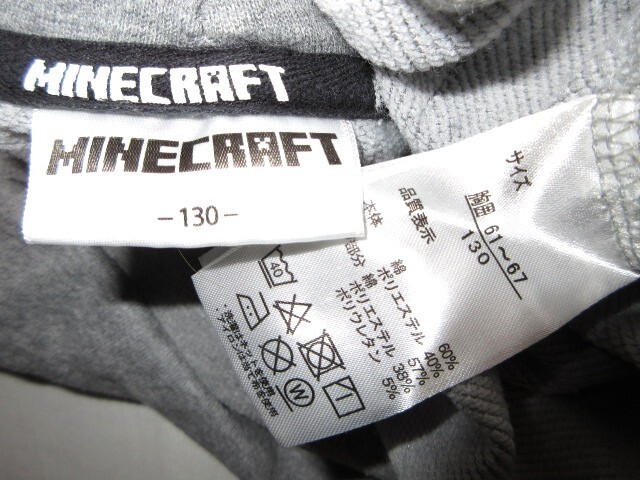 MINECRAFT
MINECRAFT
-130-
サイズ
胸囲 61~67
130
品質表示
本体
綿 60%
ポリエステル 40%
部分 綿 57%
ポリエステル 38%
ポリウレタン 5%
40
W